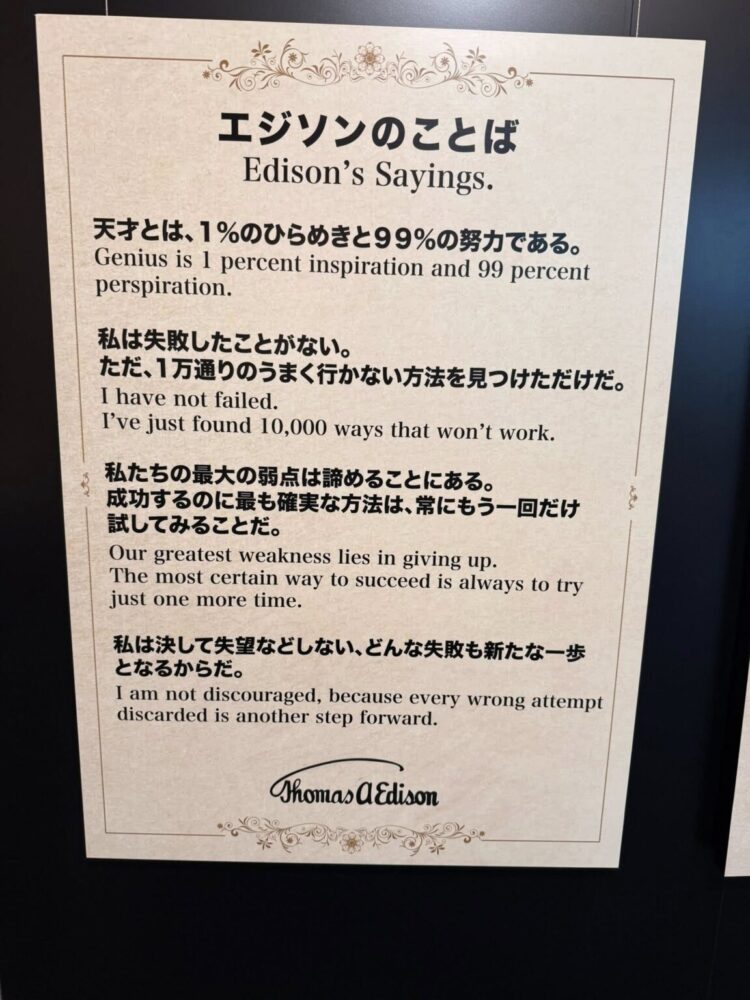 エジソンのことば
Edison's Sayings.
天才とは、1%のひらめきと99%の努力である。
Genius is 1 percent inspiration and 99 percent
perspiration.
私は失敗したことがない。
ただ、1万通りのうまく行かない方法を見つけただけだ。
I have not failed.
I've just found 10,000 ways that won't work.
私たちの最大の弱点は諦めることにある。
成功するのに最も確実な方法は、常にもう一回だけ
試してみることだ。
Our greatest weakness lies in giving up.
The most certain way to succeed is always to try
just one more time.
私は決して失望などしない、どんな失敗も新たな一歩
となるからだ。
I am not discouraged, because every wrong attempt
discarded is another step forward.
Thomas A Edison